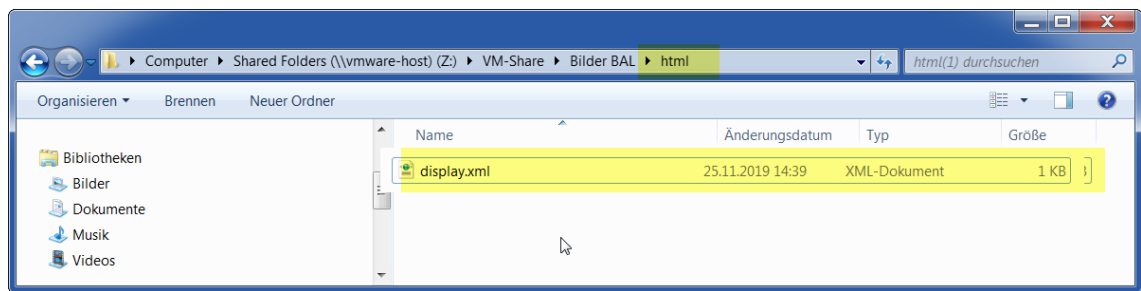 X
Computer Shared Folders (\\vmware-host) (Z:) VM-Share Bilder BAL html
html(1) durchsuchen
Organisieren Brennen Neuer Ordner
?
Name Änderungsdatum Typ Größe
Bibliotheken
Bilder
Dokumente
Musik
Videos
display.xml 25.11.2019 14:39 XML-Dokument 1 KB